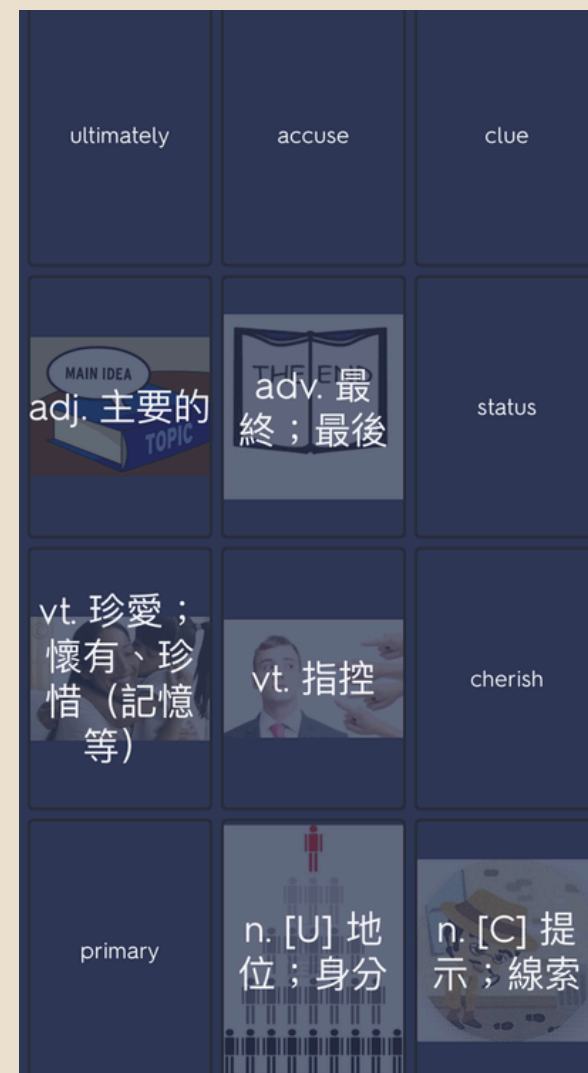 ultimately
accuse
clue
MAIN IDEA
TOPIC
adj. 主要的
THE END
adv. 最
終；最後
status
vt. 珍愛；
懷有、珍
惜（記憶
等）
vt. 指控
cherish
primary
n. [U] 地
位；身分
n. [C] 提
示；線索